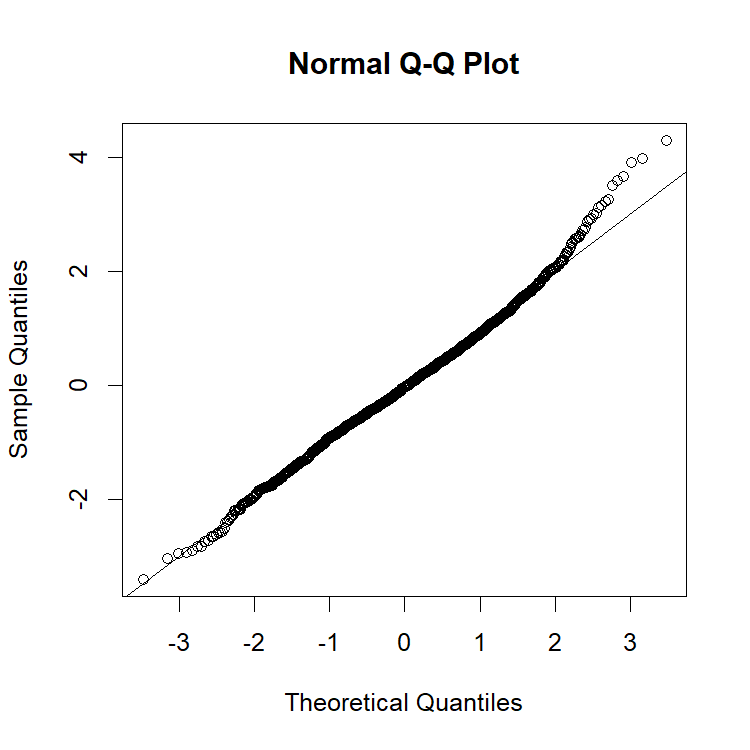 Normal Q-Q Plot
Sample Quantiles
4
2
0
-2
-3 -2 -1 0 1 2 3
Theoretical Quantiles